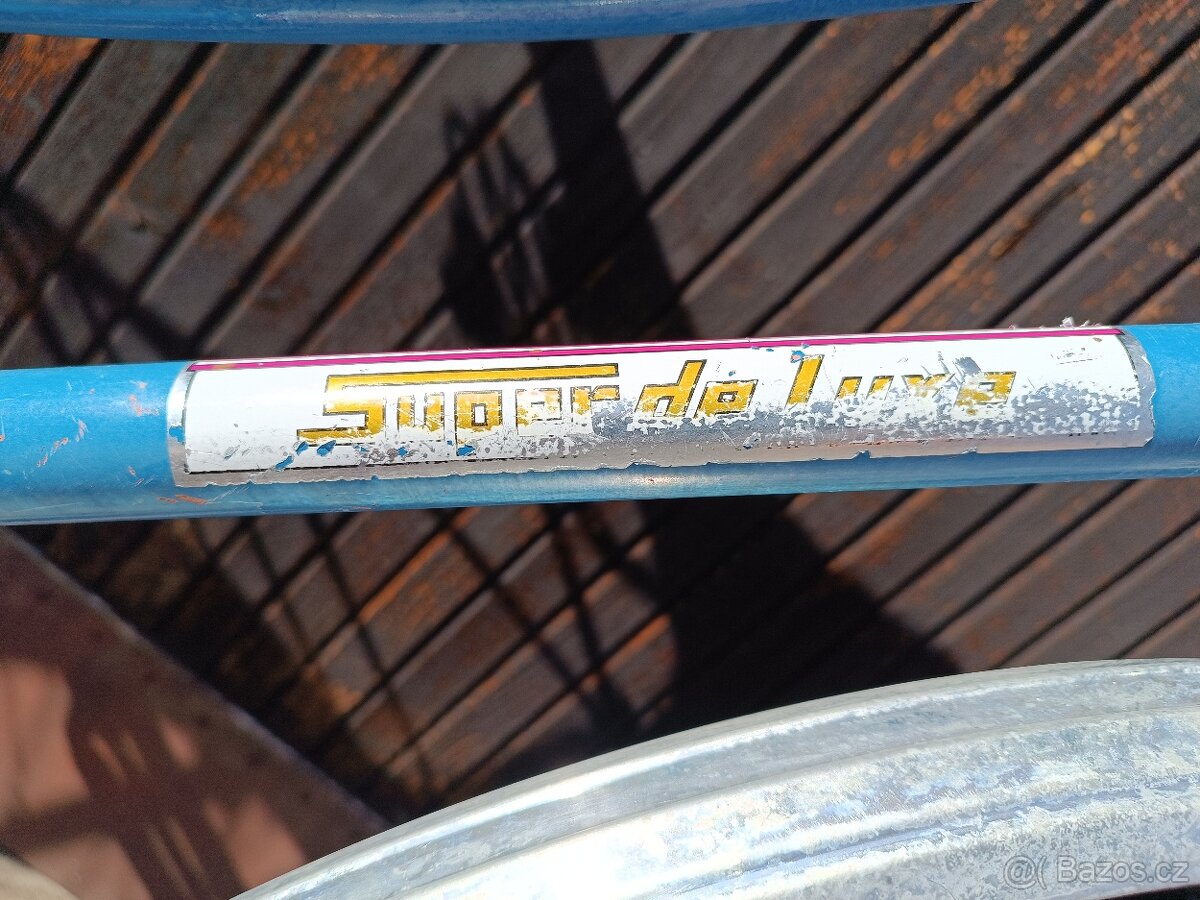 Super de luxe
@( Bazos.cz